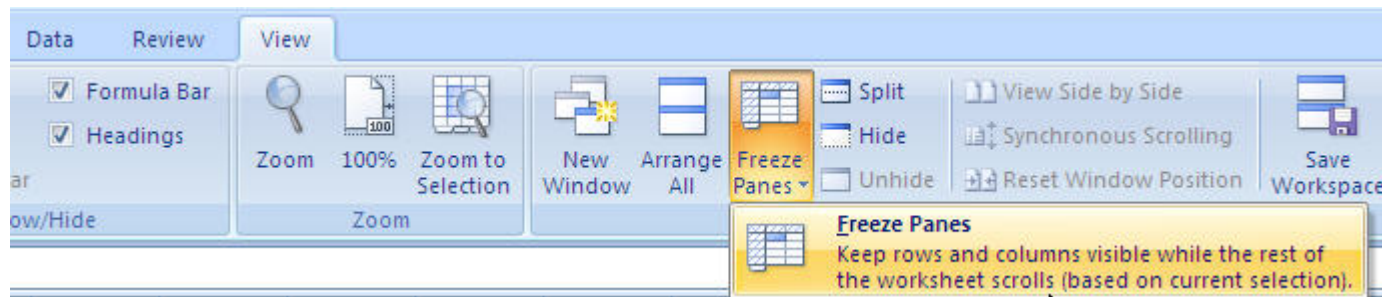 Data Review View
Formula Bar
Headings
ar
ow/Hide
Zoom
100%
100
Zoom to
Selection
Zoom
New
Window
Arrange
All
Freeze
Panes
Split
Hide
Unhide
View Side by Side
Synchronous Scrolling
Reset Window Position
Save
Workspace
Freeze Panes
Keep rows and columns visible while the rest of
the worksheet scrolls (based on current selection).